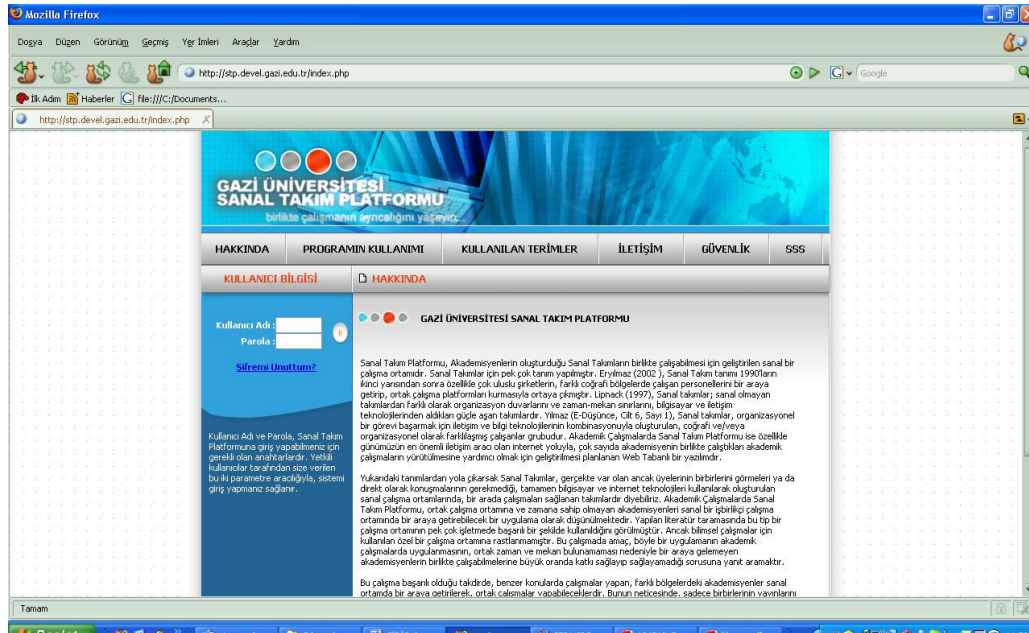 Mozilla Firefox
Dosya Düzen Görünüm Geçmiş Yer İmleri Araçlar Yardım
http://stp.devel.gazi.edu.tr/index.php
Google
İlk Adım Haberler file:///C:/Documents...
http://stp.devel.gazi.edu.tr/index.php
GAZİ ÜNİVERSİTESİ
SANAL TAKIM PLATFORMU
birlikte çalışmanın ayrıcalığını yaşayın...
HAKKINDA PROGRAMIN KULLANIMI KULLANILAN TERİMLER İLETİŞİM GÜVENLİK SSS
KULLANICI BİLGİSİ
HAKKINDA
Kullanıcı Adı :
Parola :
Şifremi Unuttum?
Kullanıcı Adı ve Parola, Sanal Takım
Platformuna giriş yapabilmeniz için
gerekli olan anahtarlardır. Yetkili
kullanıcılar tarafından size verilen
bu iki parametre aracılığıyla, sistemi
giriş yapmanız sağlanır.
GAZİ ÜNİVERSİTESİ SANAL TAKIM PLATFORMU
Sanal Takım Platformu, Akademisyenlerin oluşturduğu Sanal Takımların birlikte çalışabilmesi için geliştirilen sanal bir
çalışma ortamıdır. Sanal Takımlar için pek çok tanım yapılmıştır. Eryılmaz (2002 ), Sanal Takım tanımı 1990'ların
ikinci yarısından sonra özellikle çok uluslu şirketlerin, farklı coğrafi bölgelerde çalışan personellerini bir araya
getirip, ortak çalışma platformları kurmasıyla ortaya çıkmıştır. Lipnack (1997), Sanal takımlar; sanal olmayan
takımlardan farklı olarak organizasyon duvarlarını ve zaman-mekan sınırlarını, bilgisayar ve iletişim
teknolojilerinden aldıkları güçle aşan takımlardır. Yılmaz (E-Düşünce, Cilt 6, Sayı 1), Sanal takımlar, organizasyonel
bir görevi başarmak için iletişim ve bilgi teknolojilerinin kombinasyonuyla oluşturulan, coğrafi ve/veya
organizasyonel olarak farklılaşmış çalışanlar grubudur. Akademik Çalışmalarda Sanal Takım Platformu ise özellikle
günümüzün en önemli iletişim aracı olan internet yoluyla, çok sayıda akademisyenin birlikte çalıştıkları akademik
çalışmaların yürütülmesine yardımcı olmak için geliştirilmesi planlanan Web Tabanlı bir yazılımdır.
Yukarıdaki tanımlardan yola çıkarsak Sanal Takımlar, gerçekte var olan ancak üyelerinin birbirlerini görmeleri ya da
direkt olarak konuşmalarının gerekmediği, tamamen bilgisayar ve internet teknolojileri kullanılarak oluşturulan
sanal çalışma ortamlarında, bir arada çalışmaları sağlanan takımlardır diyebiliriz. Akademik Çalışmalarda Sanal
Takım Platformu, ortak çalışma ortamına ve zamana sahip olmayan akademisyenleri sanal bir işbirlikçi çalışma
ortamında bir araya getirebilecek bir uygulama olarak düşünülmektedir. Yapılan literatür taramasında bu tip bir
çalışma ortamının pek çok işletmede başarılı bir şekilde kullanıldığını görülmüştür. Ancak bilimsel çalışmalar için
kullanılan özel bir çalışma ortamına rastlanmamıştır. Bu çalışmada amaç, böyle bir uygulamanın akademik
çalışmalarda uygulanmasının, ortak zaman ve mekan bulunamaması nedeniyle bir araya gelemeyen
akademisyenlerin birlikte çalışabilmelerine büyük oranda katkı sağlayıp sağlayamadığı sorusuna yanıt aramaktır.
Bu çalışma başarılı olduğu takdirde, benzer konularda çalışmalar yapan, farklı bölgelerdeki akademisyenler sanal
ortamda bir araya getirilerek, ortak çalışmalar yapabileceklerdir. Bunun neticesinde, sadece birbirlerinin yayınlarını
Tamam